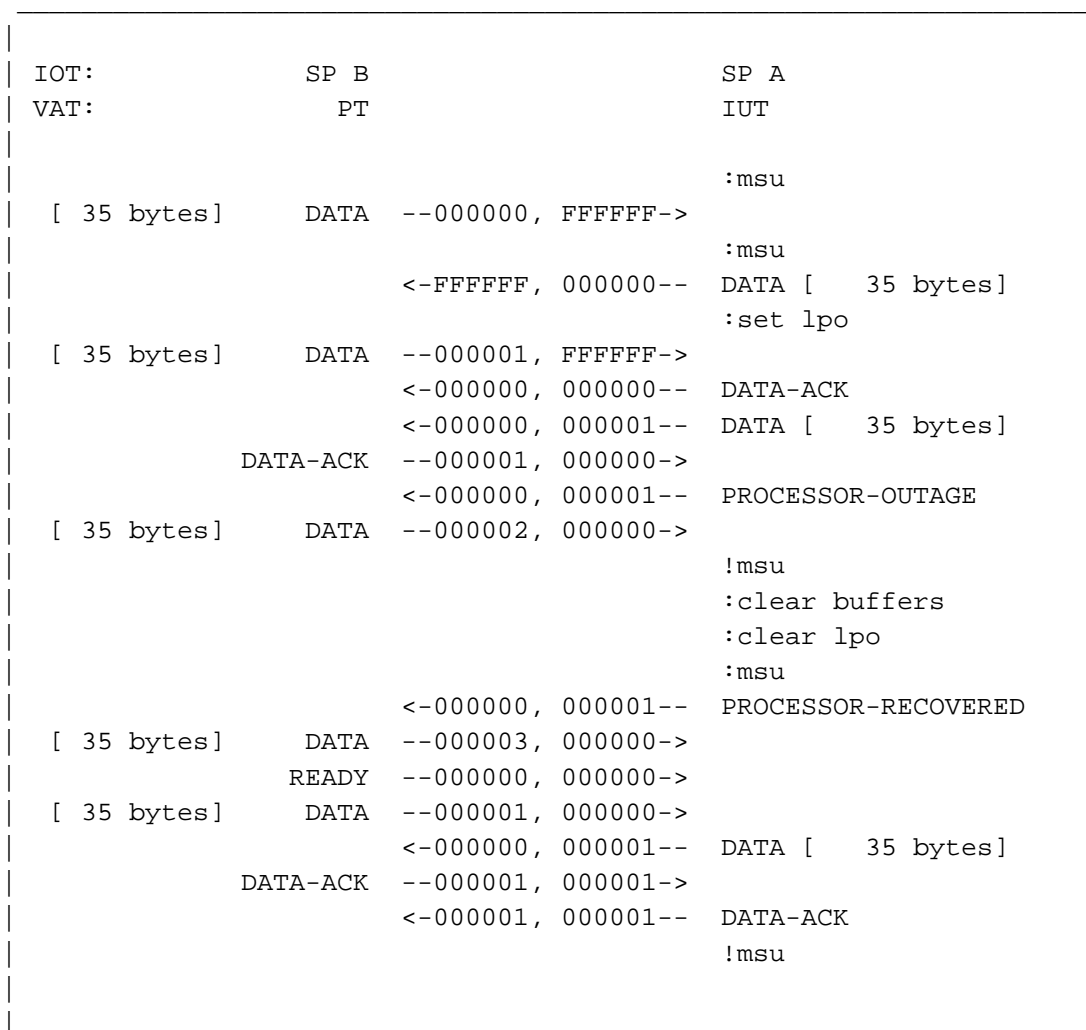 IOT: SP B SP A
VAT: PT IUT
:msu
[ 35 bytes] DATA --000000, FFFFFF->
:msu
<-FFFFFF, 000000-- DATA [ 35 bytes]
:set lpo
[ 35 bytes] DATA --000001, FFFFFF->
<-000000, 000000-- DATA-ACK
<-000000, 000001-- DATA [ 35 bytes]
DATA-ACK --000001, 000000->
<-000000, 000001-- PROCESSOR-OUTAGE
[ 35 bytes] DATA --000002, 000000->
!msu
:clear buffers
:clear lpo
:msu
<-000000, 000001-- PROCESSOR-RECOVERED
[ 35 bytes] DATA --000003, 000000->
READY --000000, 000000->
[ 35 bytes] DATA --000001, 000000->
<-000000, 000001-- DATA [ 35 bytes]
DATA-ACK --000001, 000001->
<-000001, 000001-- DATA-ACK
!msu